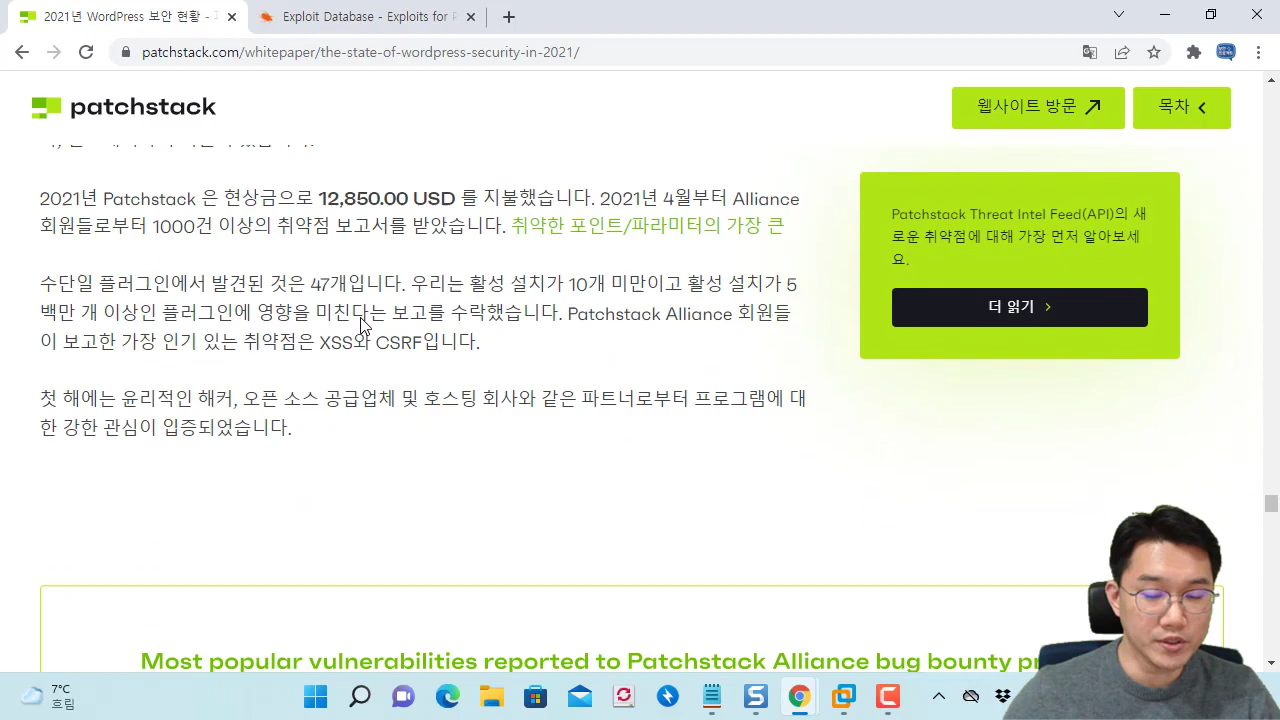 2021년 WordPress 보안 현황 -
Exploit Database - Exploits for
patchstack.com/whitepaper/the-state-of-wordpress-security-in-2021/
patchstack
웹사이트 방문
목차
2021년 Patchstack 은 현상금으로 12,850.00 USD 를 지불했습니다. 2021년 4월부터 Alliance
회원들로부터 1000건 이상의 취약점 보고서를 받았습니다. 취약한 포인트/파라미터의 가장 큰
수단일 플러그인에서 발견된 것은 47개입니다. 우리는 활성 설치가 10개 미만이고 활성 설치가 5
백만 개 이상인 플러그인에 영향을 미친다는 보고를 수락했습니다. Patchstack Alliance 회원들
이 보고한 가장 인기 있는 취약점은 XSS와 CSRF입니다.
첫 해에는 윤리적인 해커, 오픈 소스 공급업체 및 호스팅 회사와 같은 파트너로부터 프로그램에 대
한 강한 관심이 입증되었습니다.
Patchstack Threat Intel Feed(API)의 새
로운 취약점에 대해 가장 먼저 알아보세
요.
더 읽기
Most popular vulnerabilities reported to Patchstack Alliance bug bounty
7°C
흐림